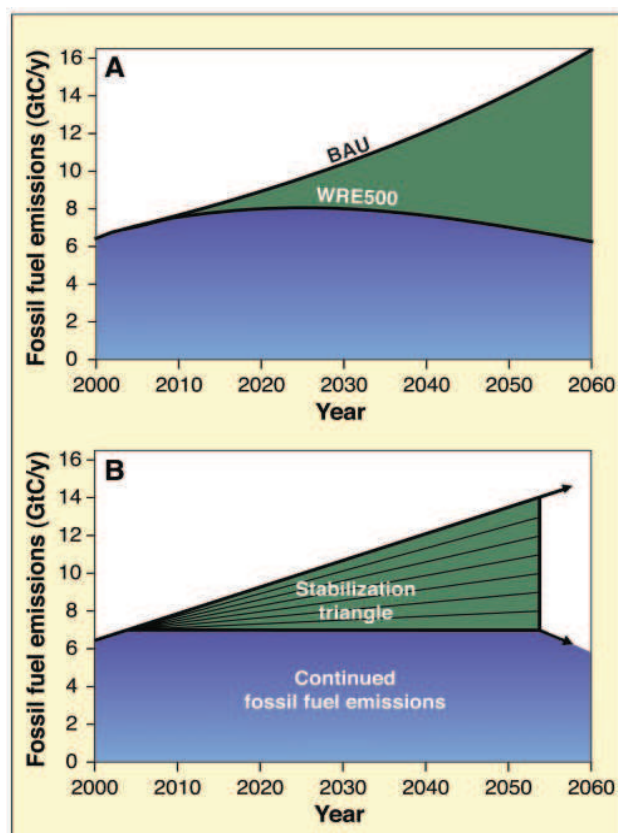 A
Fossil fuel emissions (GtC/y)
16
14
12
10
8
6
4
2
0
BAU
WRE500
2000 2010 2020 2030 2040 2050 2060
Year
B
Fossil fuel emissions (GtC/y)
16
14
12
10
8
6
4
2
0
Stabilization
triangle
Continued
fossil fuel emissions
2000 2010 2020 2030 2040 2050 2060
Year